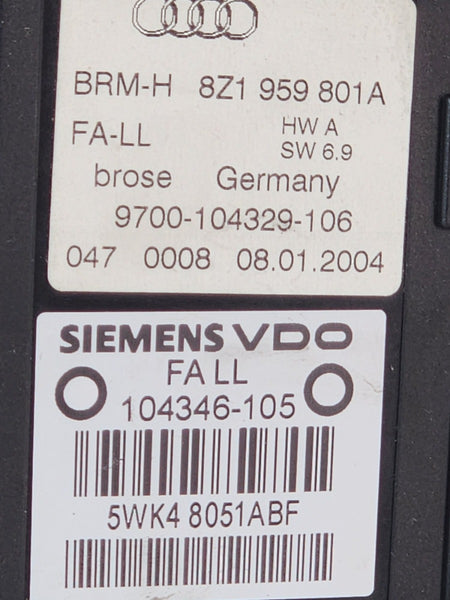 BRM-H 8Z1 959 801A
FA-LL HW A
SW 6.9
brose Germany
9700-104329-106
047 0008 08.01.2004
SIEMENS VDO
FA LL
104346-105
5WK4 8051ABF